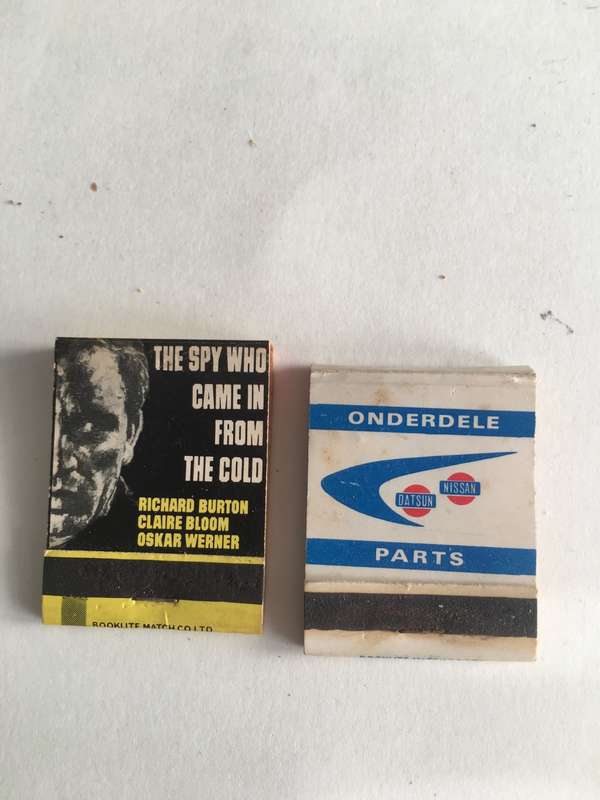 THE SPY WHO
CAME IN
FROM
THE COLD
RICHARD BURTON
CLAIRE BLOOM
OSKAR WERNER
BOOKLITE MATCH CO LTD
ONDERDELE
DATSUN
NISSAN
PARTS